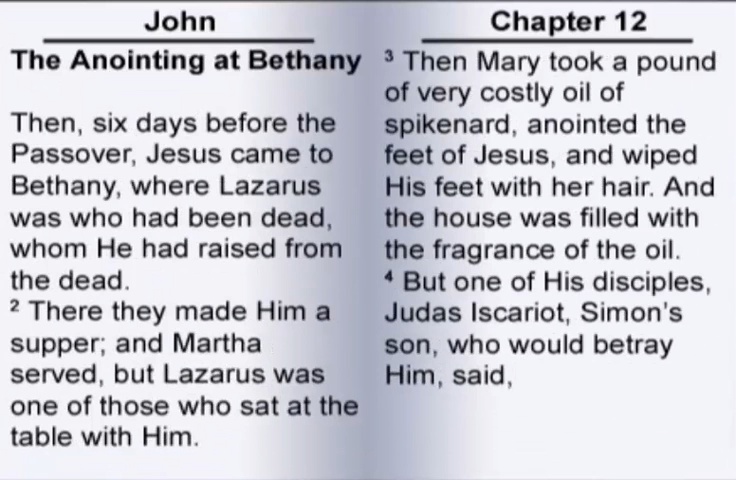 John
The Anointing at Bethany
Then, six days before the
Passover, Jesus came to
Bethany, where Lazarus
was who had been dead,
whom He had raised from
the dead.
² There they made Him a
supper; and Martha
served, but Lazarus was
one of those who sat at the
table with Him.
Chapter 12
³ Then Mary took a pound
of very costly oil of
spikenard, anointed the
feet of Jesus, and wiped
His feet with her hair. And
the house was filled with
the fragrance of the oil.
⁴ But one of His disciples,
Judas Iscariot, Simon's
son, who would betray
Him, said,